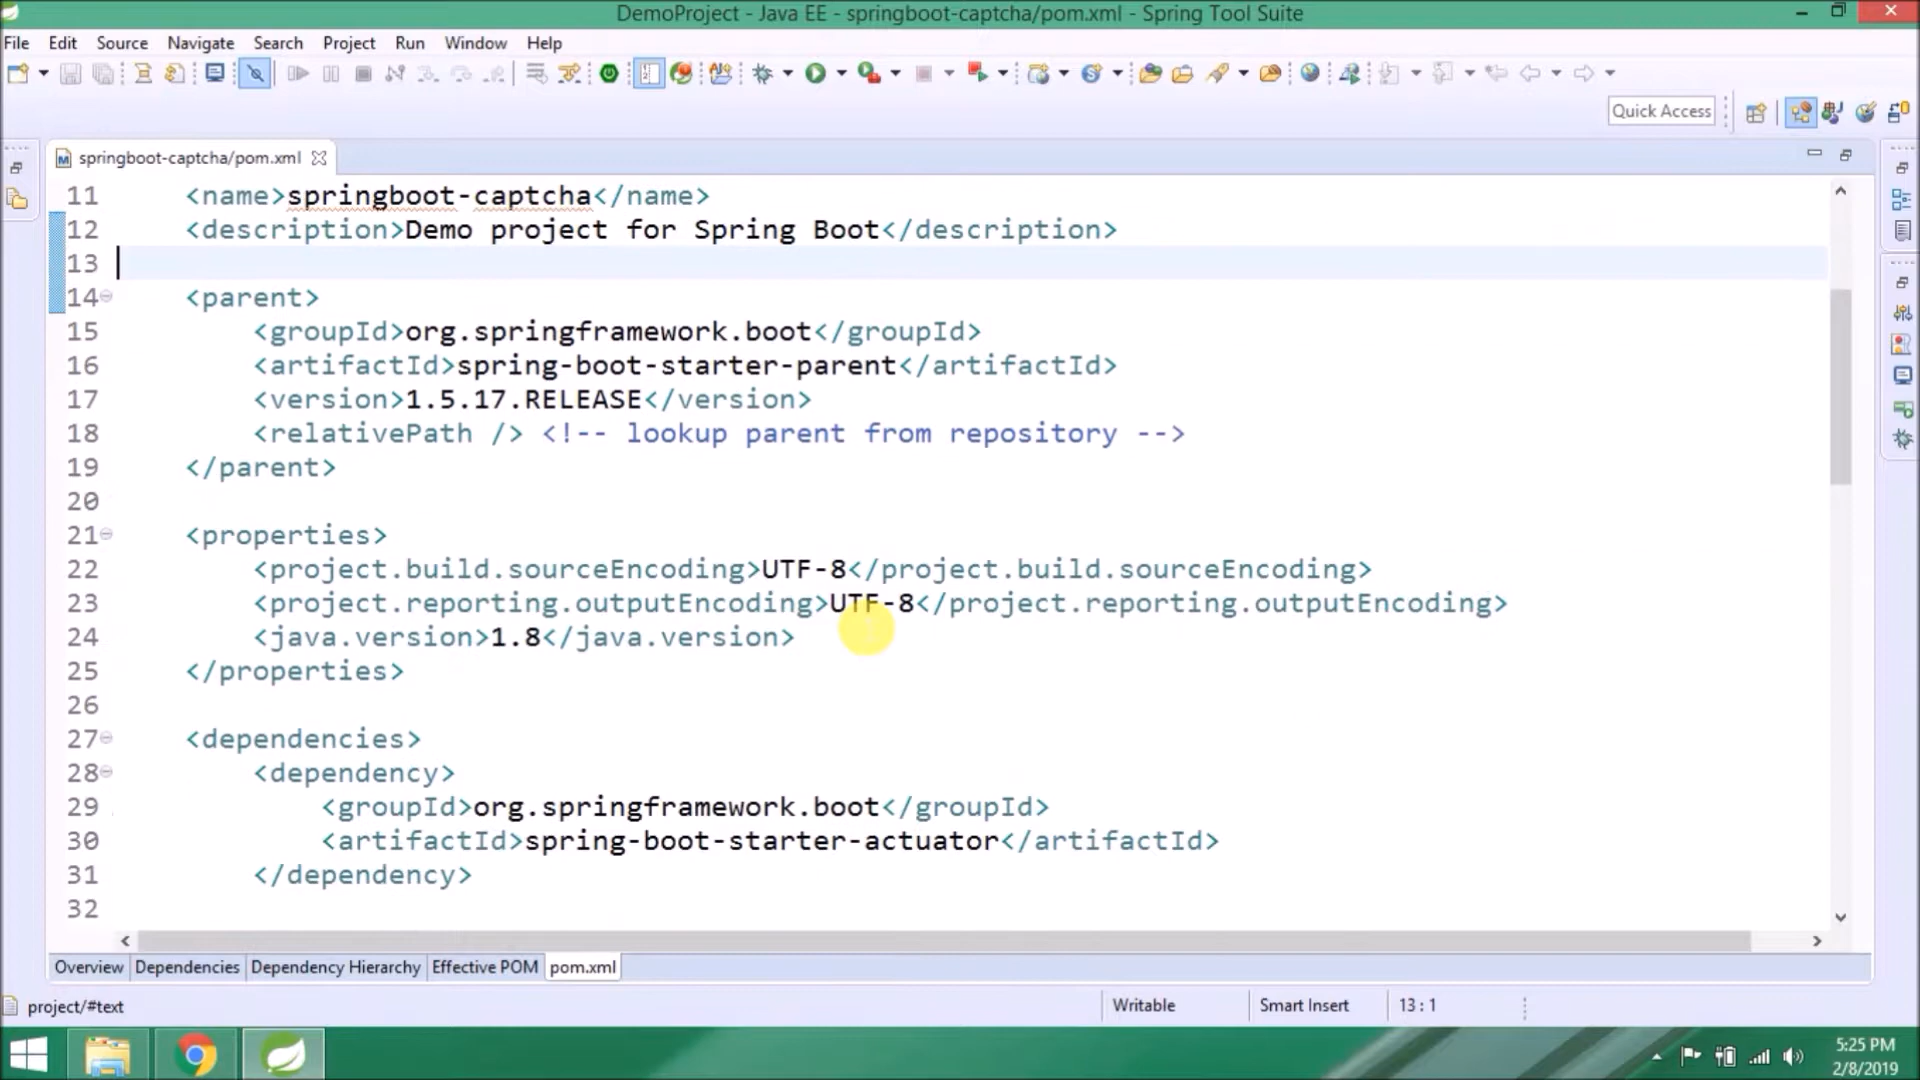 DemoProject - Java EE - springboot-captcha/pom.xml - Spring Tool Suite
File Edit Source Navigate Search Project Run Window Help
Quick Access
springboot-captcha/pom.xml
11 <name>springboot-captcha</name>
12 <description>Demo project for Spring Boot</description>
13
14 <parent>
15 <groupId>org.springframework.boot</groupId>
16 <artifactId>spring-boot-starter-parent</artifactId>
17 <version>1.5.17.RELEASE</version>
18 <relativePath /> <!-- lookup parent from repository -->
19 </parent>
20
21 <properties>
22 <project.build.sourceEncoding>UTF-8</project.build.sourceEncoding>
23 <project.reporting.outputEncoding>UTF-8</project.reporting.outputEncoding>
24 <java.version>1.8</java.version>
25 </properties>
26
27 <dependencies>
28 <dependency>
29 <groupId>org.springframework.boot</groupId>
30 <artifactId>spring-boot-starter-actuator</artifactId>
31 </dependency>
32
Overview Dependencies Dependency Hierarchy Effective POM pom.xml
project/#text Writable Smart Insert 13 : 1
5:25 PM
2/8/2019